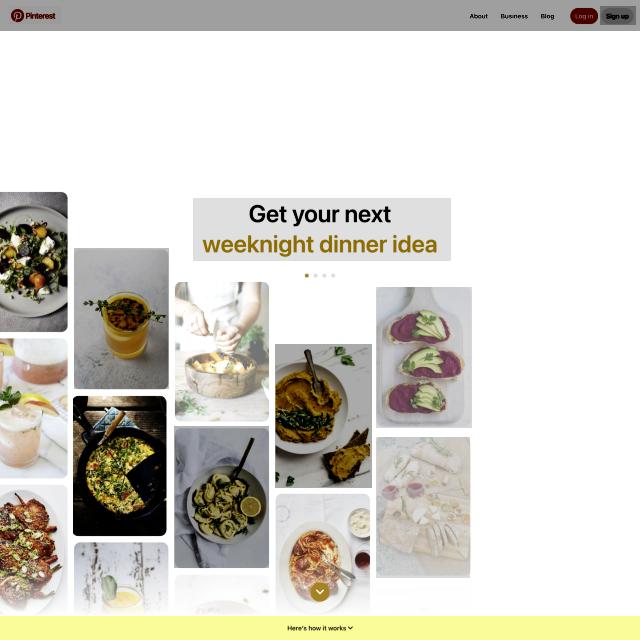 Pinterest
About Business Blog Log in Sign up
Get your next
weeknight dinner idea
Here's how it works